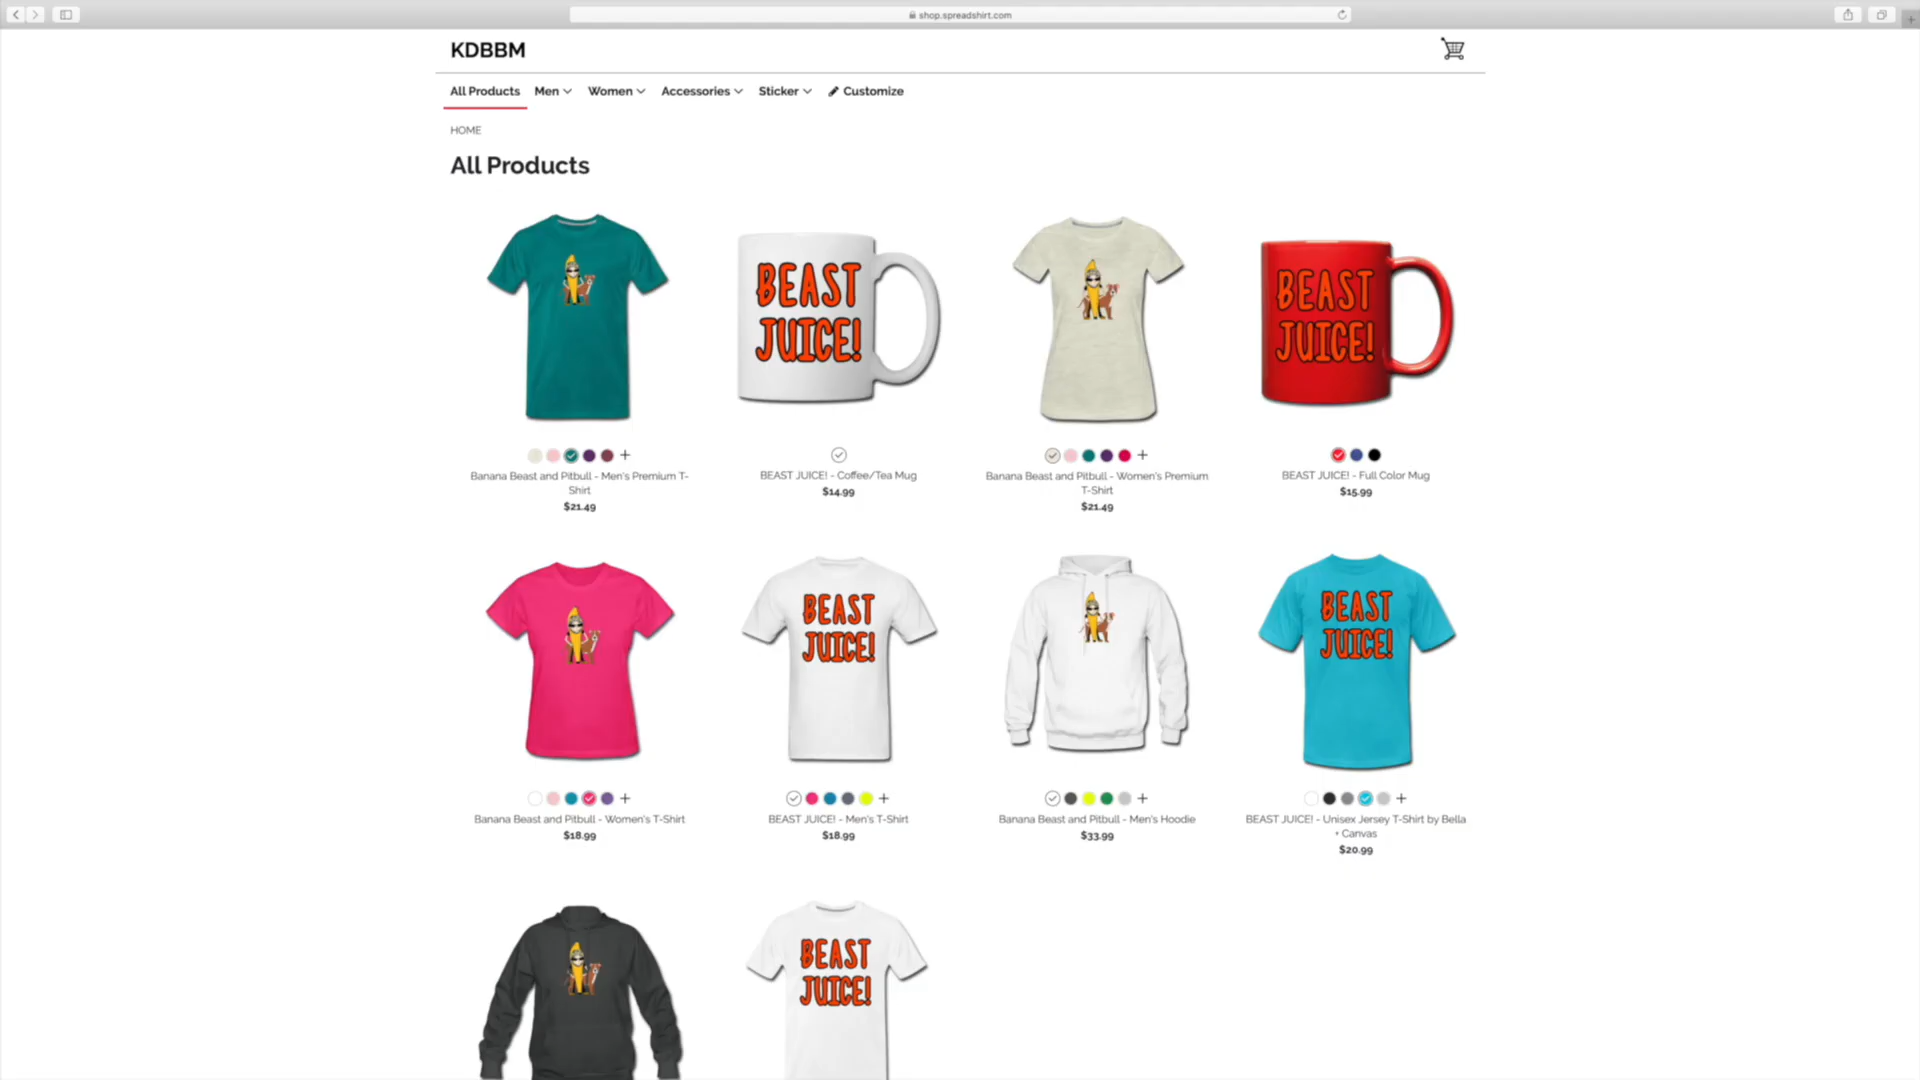 shop.spreadshirt.com
KDBBM
All Products Men Women Accessories Sticker Customize
HOME
All Products
BEAST
JUICE!
BEAST
JUICE!
Banana Beast and Pitbull - Men's Premium T-
Shirt
$21.49
BEAST JUICE! - Coffee/Tea Mug
$14.99
Banana Beast and Pitbull - Women's Premium
T-Shirt
$21.49
BEAST JUICE! - Full Color Mug
$15.99
BEAST
JUICE!
BEAST
JUICE!
Banana Beast and Pitbull - Women's T-Shirt
$18.99
BEAST JUICE! - Men's T-Shirt
$18.99
Banana Beast and Pitbull - Men's Hoodie
$33.99
BEAST JUICE! - Unisex Jersey T-Shirt by Bella
+ Canvas
$20.99
BEAST
JUICE!